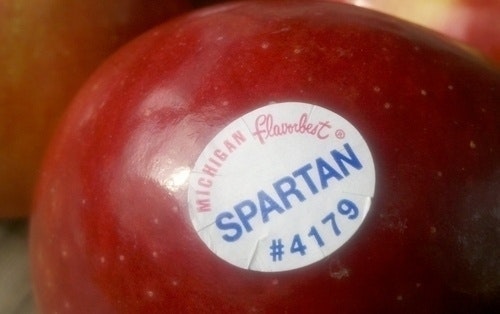 MICHIGAN flavorbest ®
SPARTAN
#4179